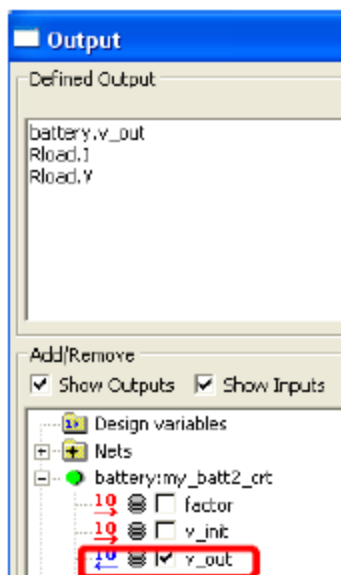 Output
Defined Output
battery.v_out
Rload.I
Rload.V
Add/Remove
Show Outputs Show Inputs
Design variables
Nets
battery:my_batt2_crt
10 factor
10 v_init
10 v_out